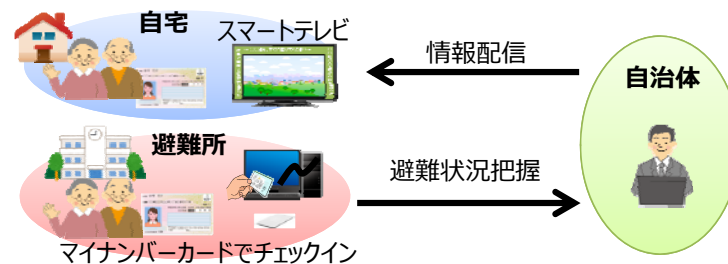 自宅
スマートテレビ
情報配信
自治体
避難所
避難状況把握
マイナンバーカードでチェックイン